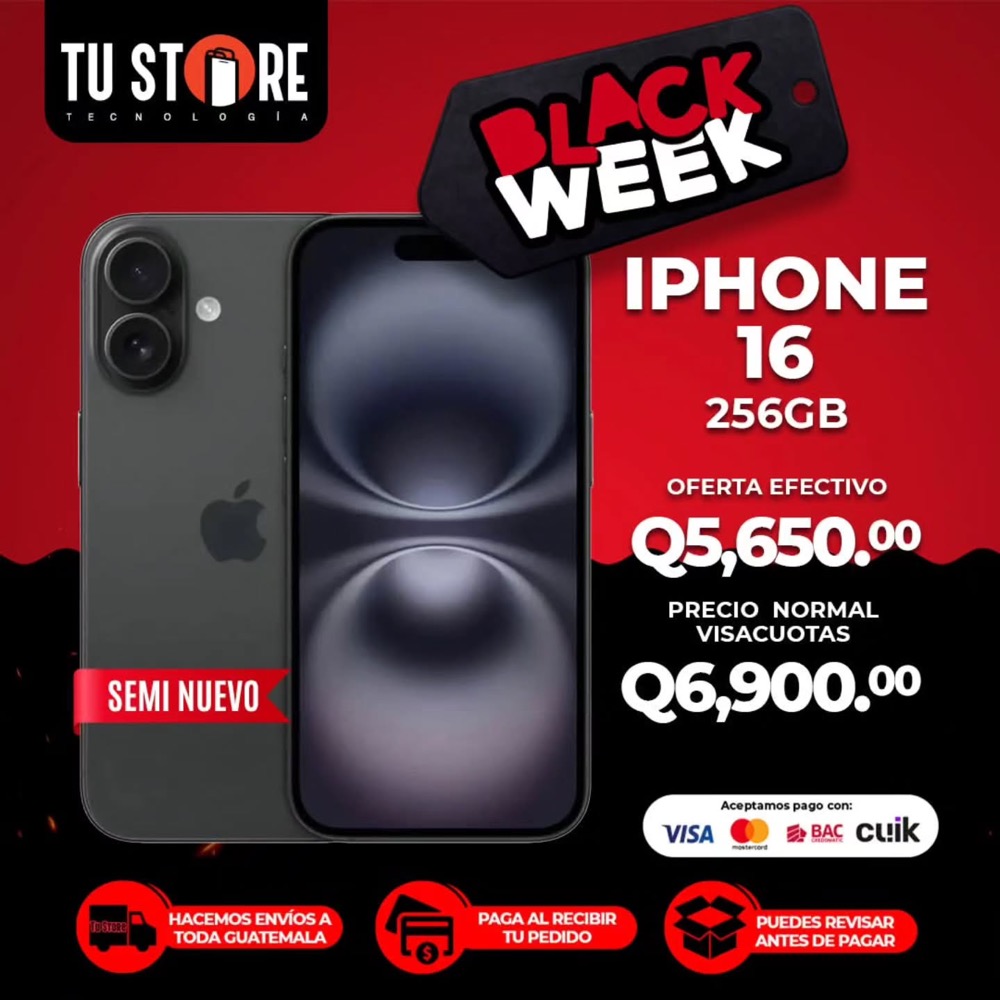 TU STORE
TECNOLOGÍA
BLACK
WEEK
IPHONE
16
256GB
OFERTA EFECTIVO
Q5,650.00
PRECIO NORMAL
VISACUOTAS
Q6,900.00
SEMI NUEVO
Aceptamos pago con:
VISA mastercard BAC CREDOMATIC CU!ik
Tu Store
HACEMOS ENVÍOS A
TODA GUATEMALA
PAGA AL RECIBIR
TU PEDIDO
$
PUEDES REVISAR
ANTES DE PAGAR